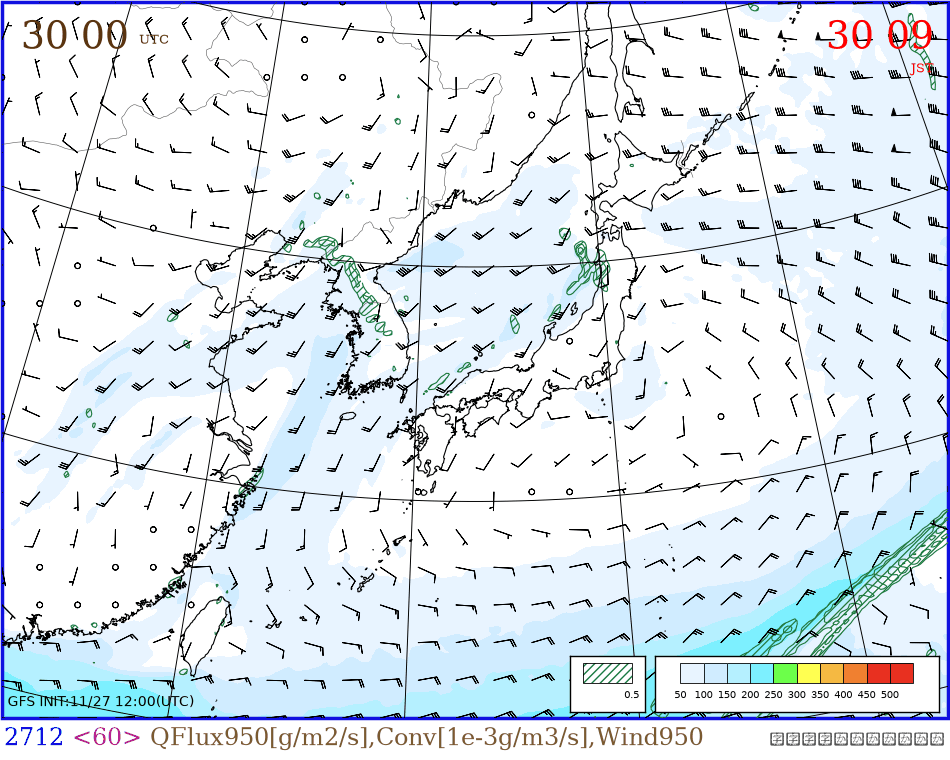 30 00 UTC
30 09
JST
0.5
50 100 150 200 250 300 350 400 450 500
GFS INIT:11/27 12:00(UTC)
2712 <60> QFlux950[g/m2/s],Conv[1e-3g/m3/s],Wind950